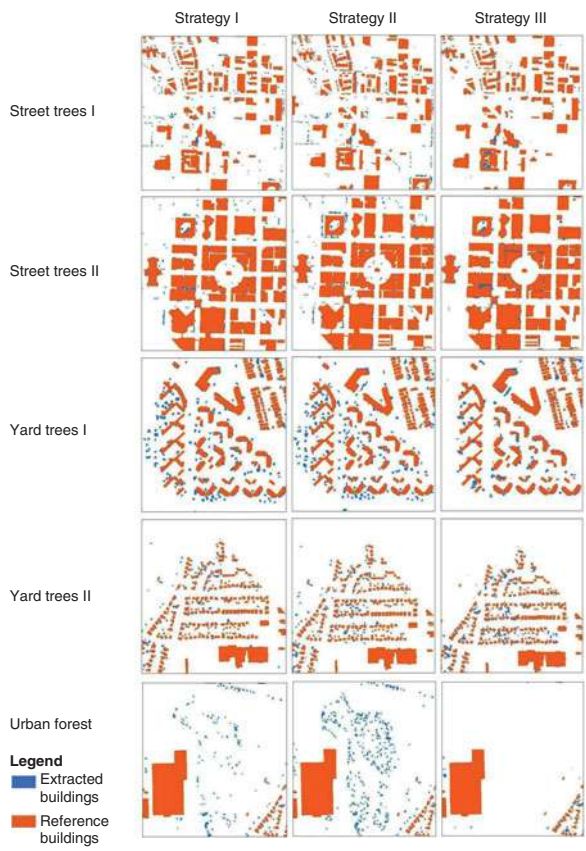 Strategy I
Strategy II
Strategy III
Street trees I
Street trees II
Yard trees I
Yard trees II
Urban forest
Legend
Extracted
buildings
Reference
buildings